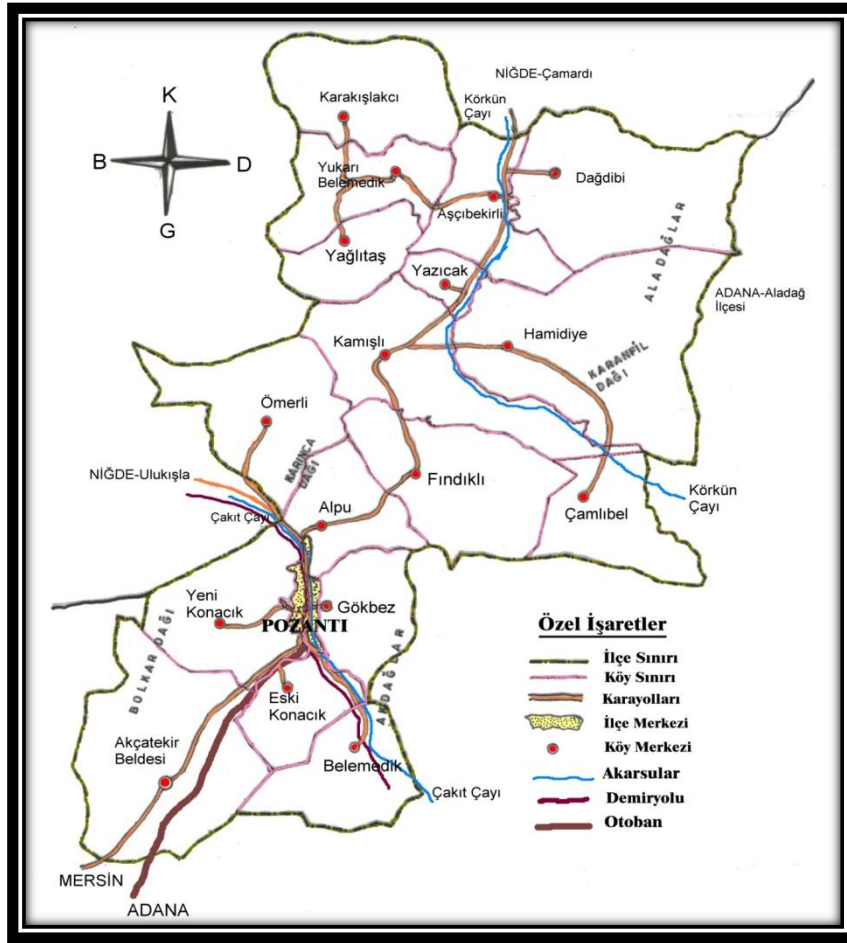 K
B
D
G
NİĞDE-Çamardı
Körkün
Çayı
Karakışlakcı
Yukarı
Belemedik
Dağdibi
Aşçıbekirli
Yağlıtaş
Yazıcak
ALADAĞLAR
ADANA-Aladağ
İlçesi
Kamışlı
Hamidiye
KARANFİL
DAĞI
Ömerli
KARINCA
DAĞI
NİĞDE-Ulukışla
Fındıklı
Çakıt Çayı
Alpu
Çamlıbel
Körkün
Çayı
Yeni
Konacık
Gökbez
POZANTI
BOLKAR DAĞI
AKDAĞLAR
Eski
Konacık
Akçatekir
Beldesi
Belemedik
Çakıt Çayı
MERSİN
ADANA
Özel İşaretler
İlçe Sınırı
Köy Sınırı
Karayolları
İlçe Merkezi
Köy Merkezi
Akarsular
Demiryolu
Otoban